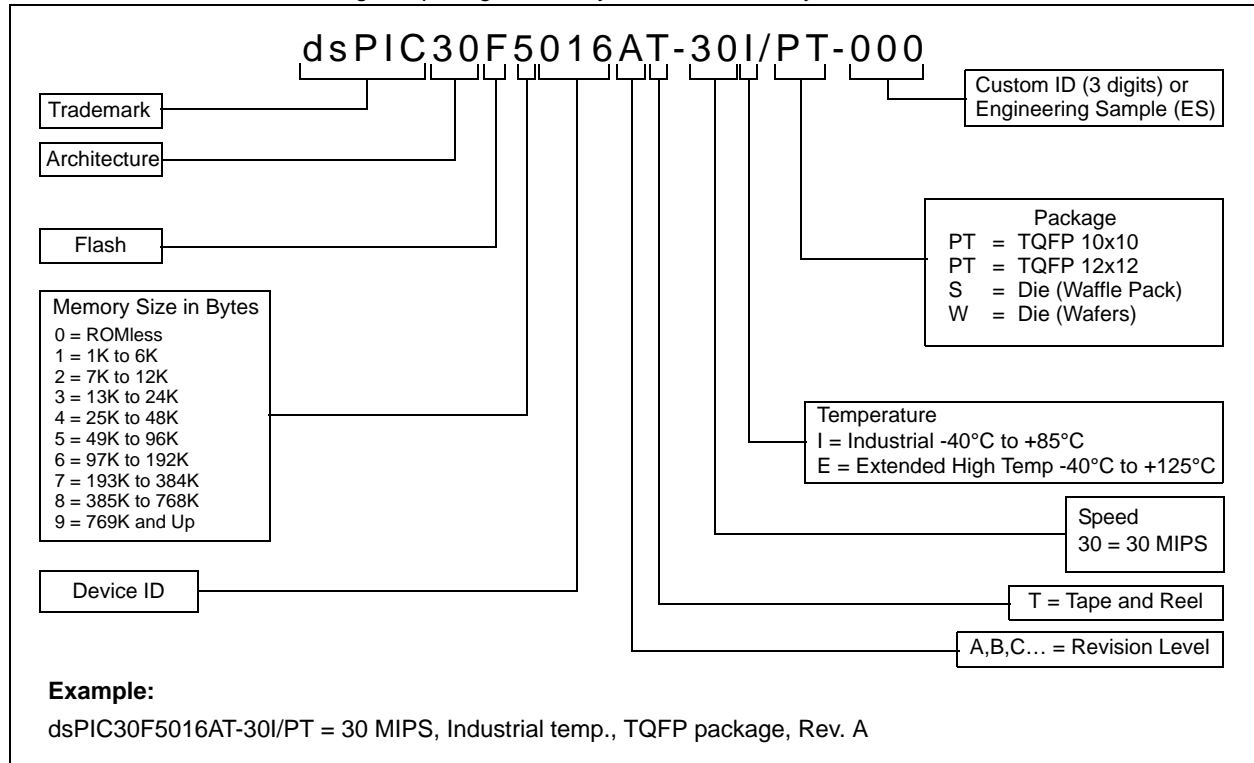 dsPIC30F5016AT-30I/PT-000
Trademark
Architecture
Flash
Memory Size in Bytes
0 = ROMless
1 = 1K to 6K
2 = 7K to 12K
3 = 13K to 24K
4 = 25K to 48K
5 = 49K to 96K
6 = 97K to 192K
7 = 193K to 384K
8 = 385K to 768K
9 = 769K and Up
Device ID
Custom ID (3 digits) or
Engineering Sample (ES)
Package
PT = TQFP 10x10
PT = TQFP 12x12
S = Die (Waffle Pack)
W = Die (Wafers)
Temperature
I = Industrial -40°C to +85°C
E = Extended High Temp -40°C to +125°C
Speed
30 = 30 MIPS
T = Tape and Reel
A,B,C… = Revision Level
Example:
dsPIC30F5016AT-30I/PT = 30 MIPS, Industrial temp., TQFP package, Rev. A